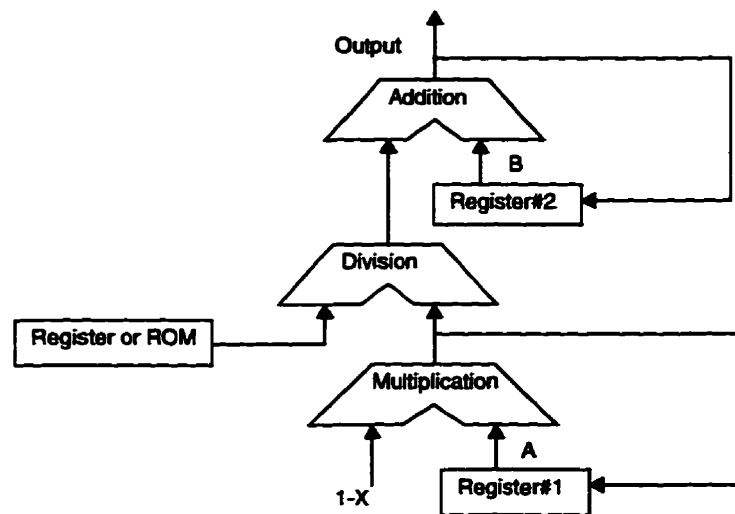 Output
Addition
B
Register#2
Division
Register or ROM
Multiplication
A
1-X
Register#1